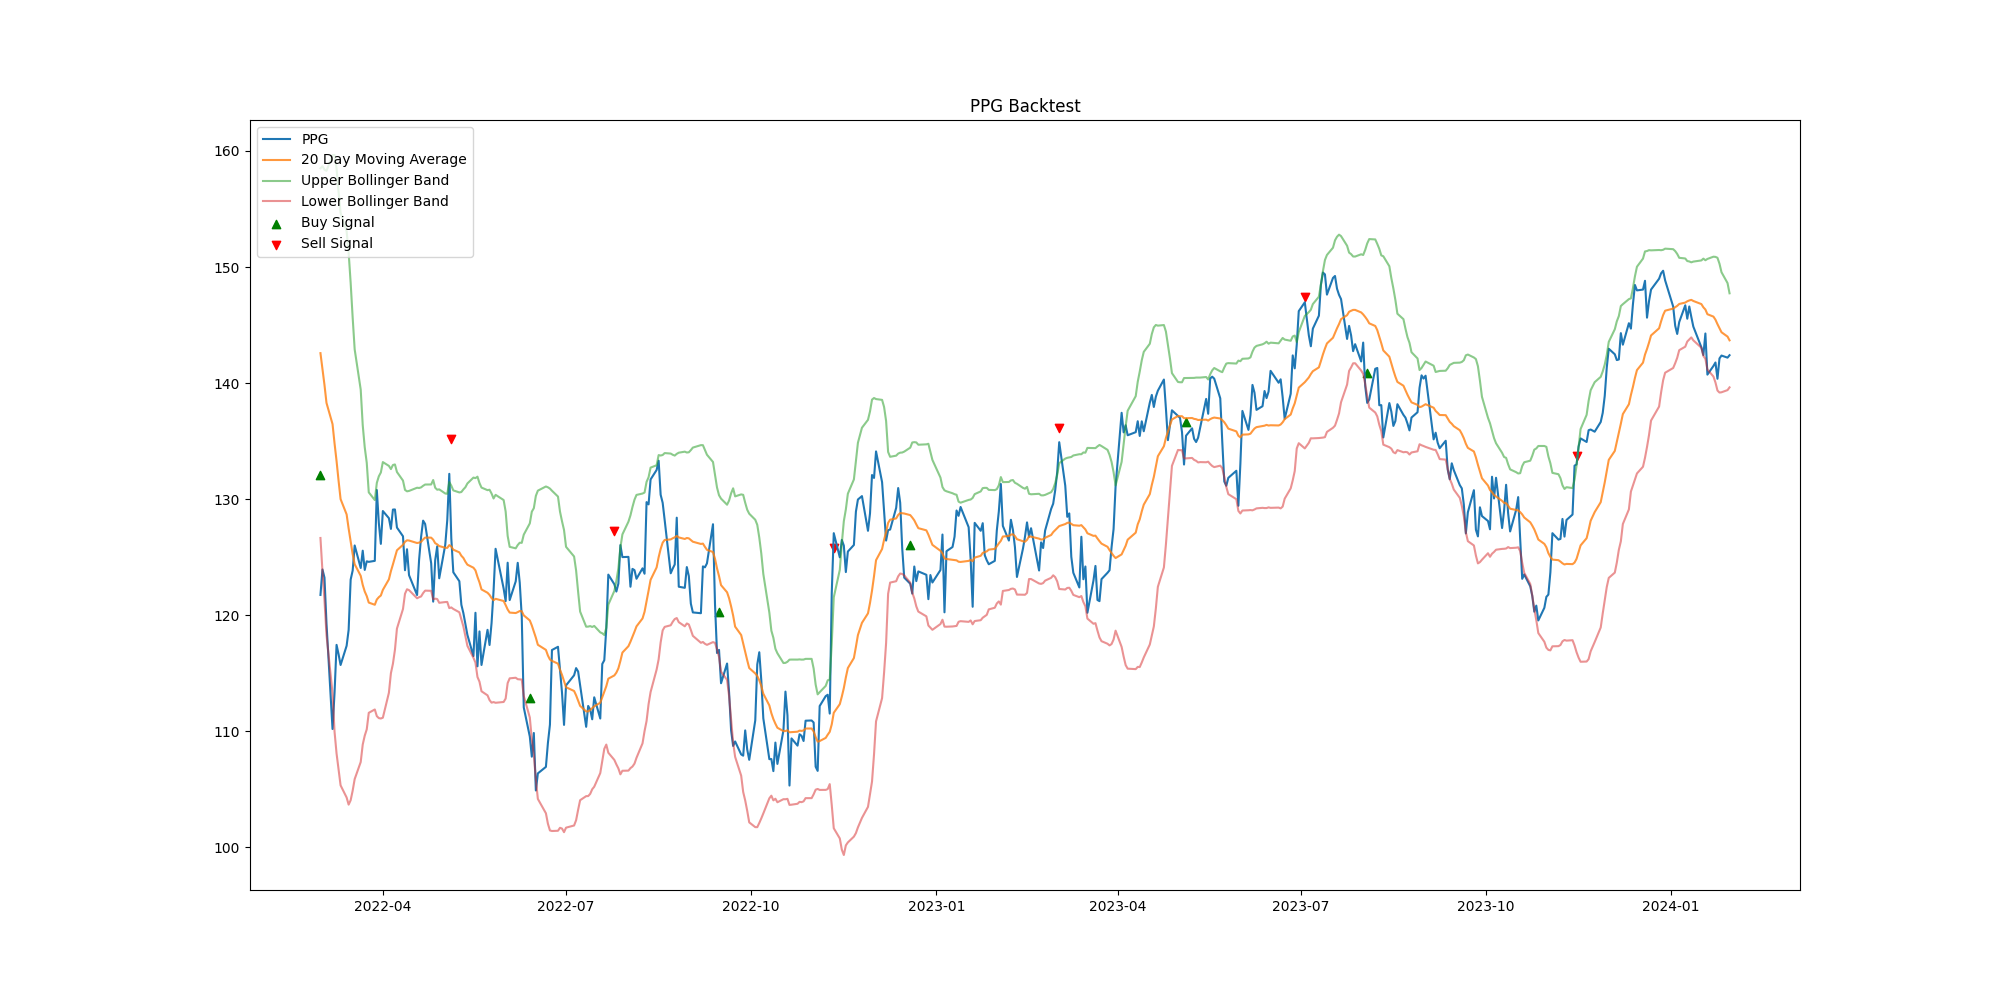 PPG Backtest
PPG
20 Day Moving Average
Upper Bollinger Band
Lower Bollinger Band
Buy Signal
Sell Signal
160
150
140
130
120
110
100
2022-04 2022-07 2022-10 2023-01 2023-04 2023-07 2023-10 2024-01